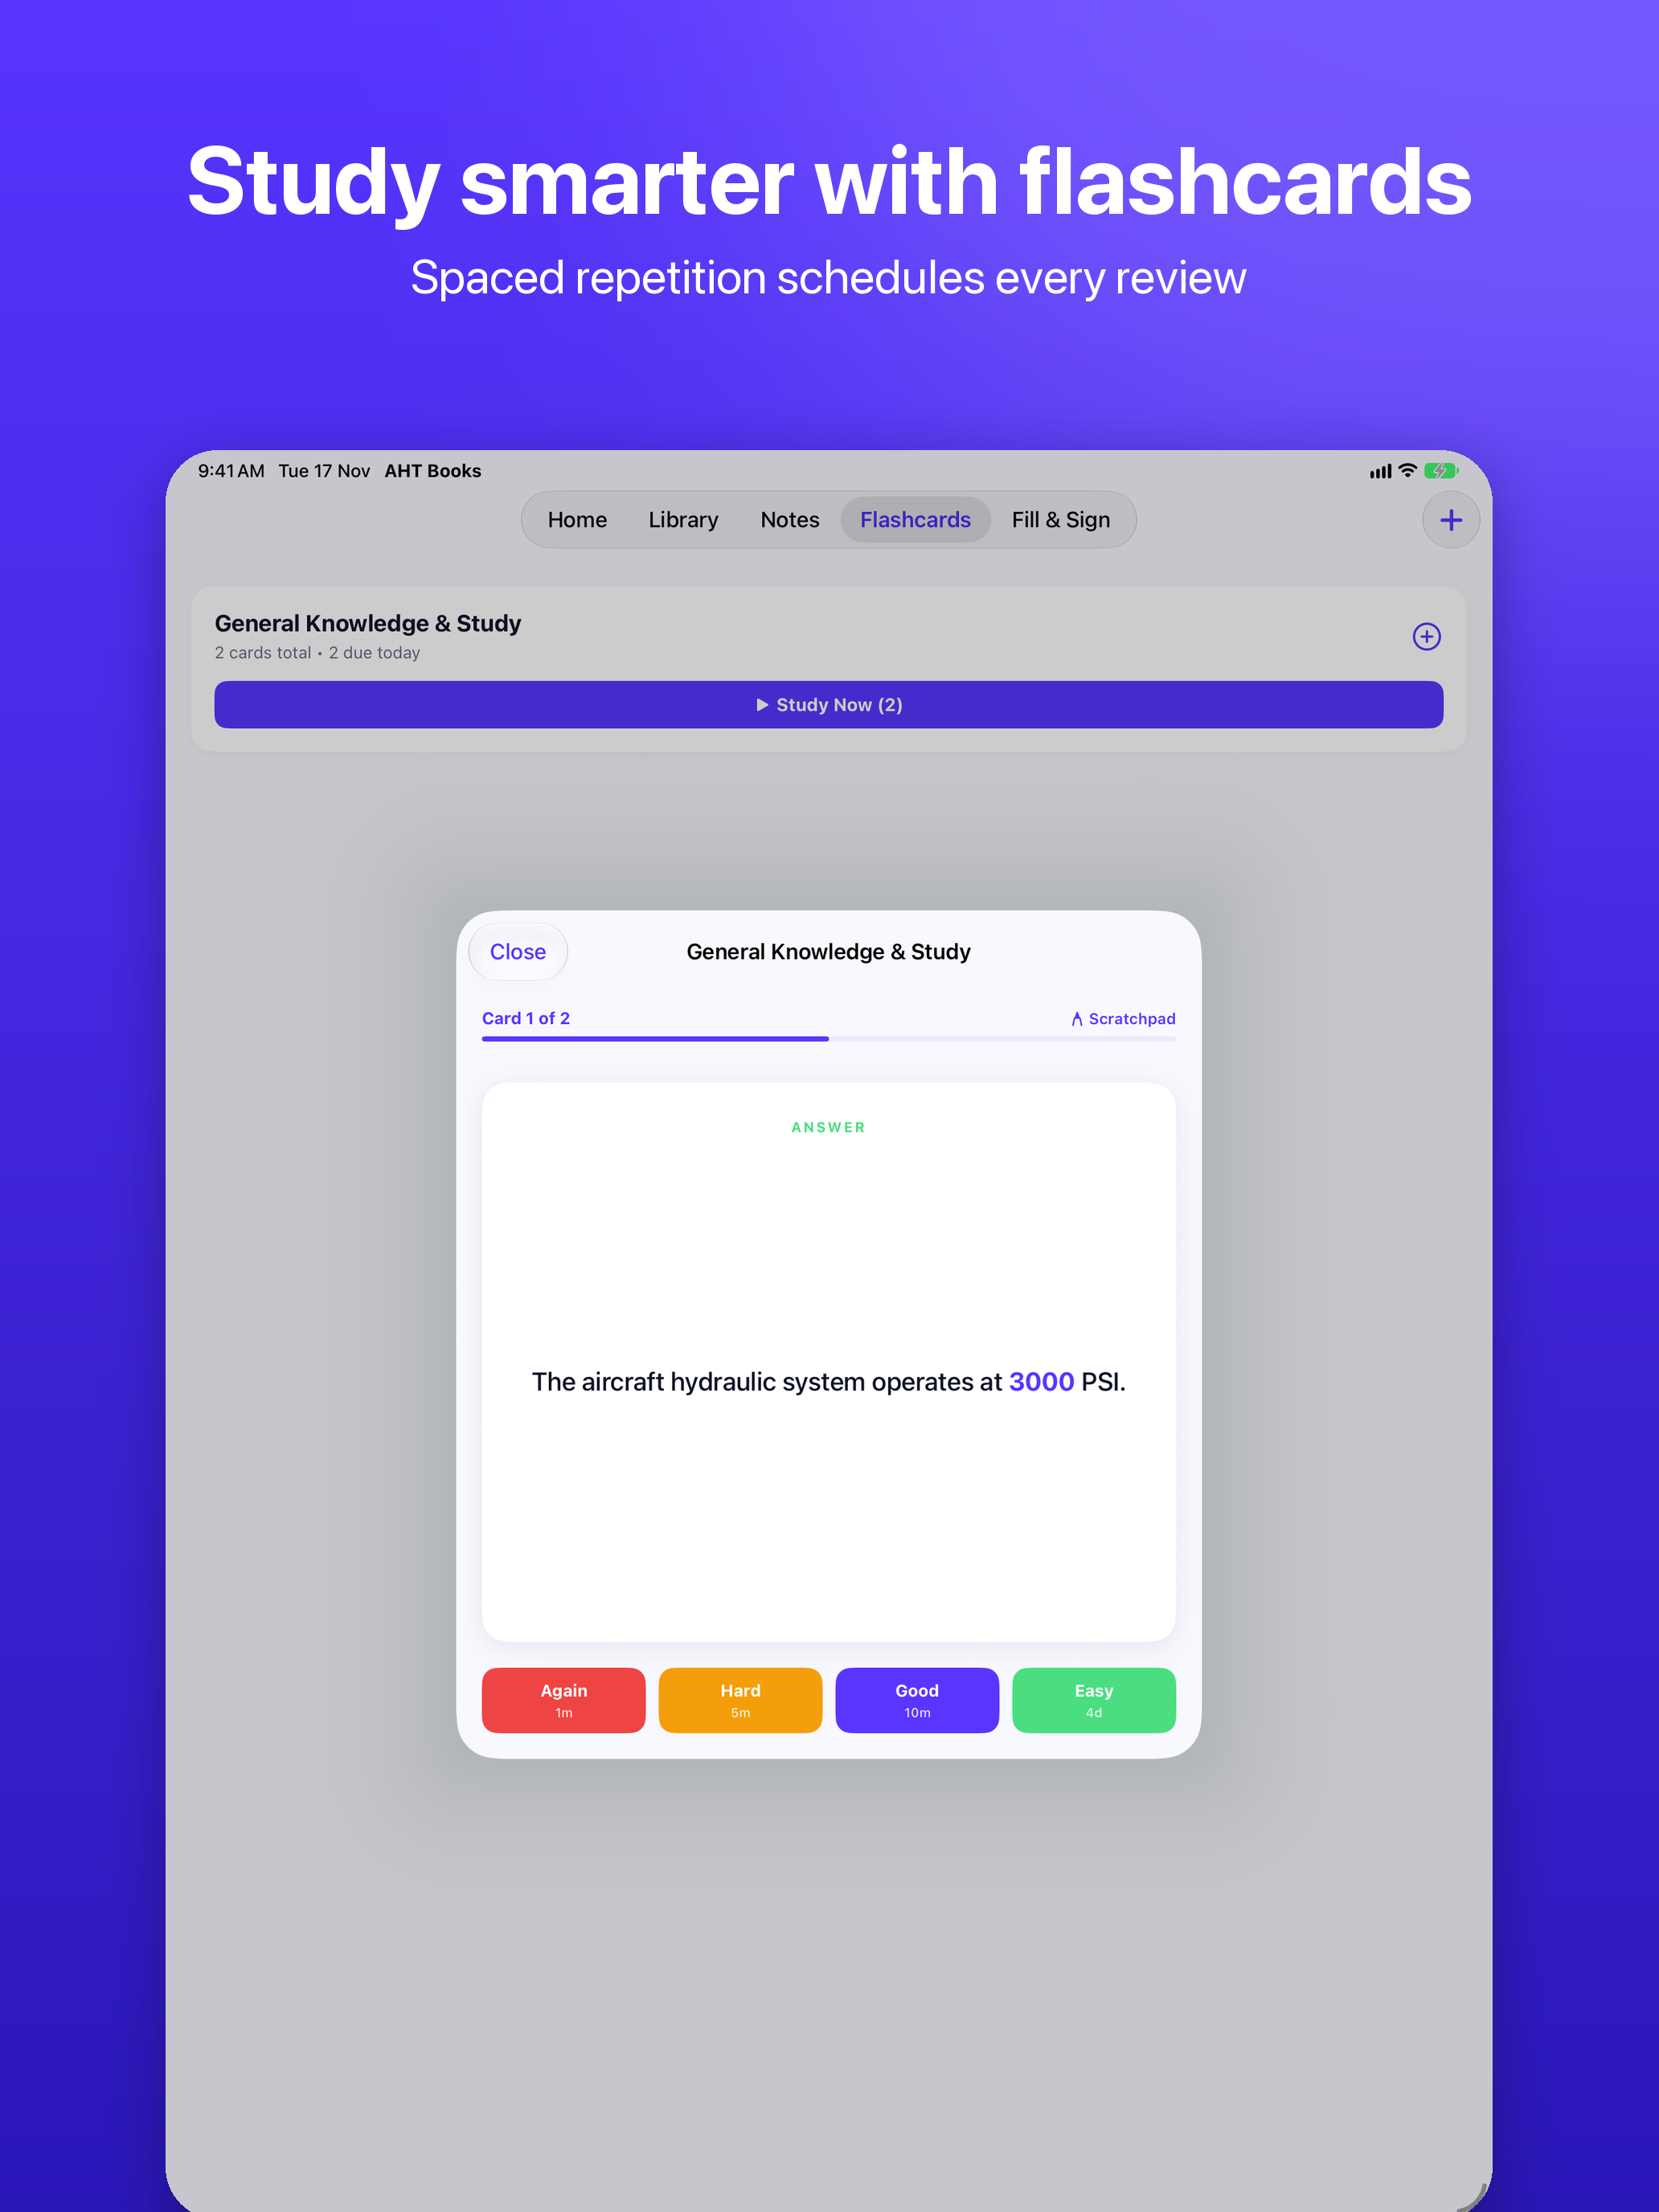 Study smarter with flashcards
Spaced repetition schedules every review
9:41 AM Tue 17 Nov AHT Books
Home Library Notes Flashcards Fill & Sign
General Knowledge & Study
2 cards total • 2 due today
Study Now (2)
Close General Knowledge & Study
Card 1 of 2 Scratchpad
ANSWER
The aircraft hydraulic system operates at 3000 PSI.
Again Hard Good Easy
1m 5m 10m 4d